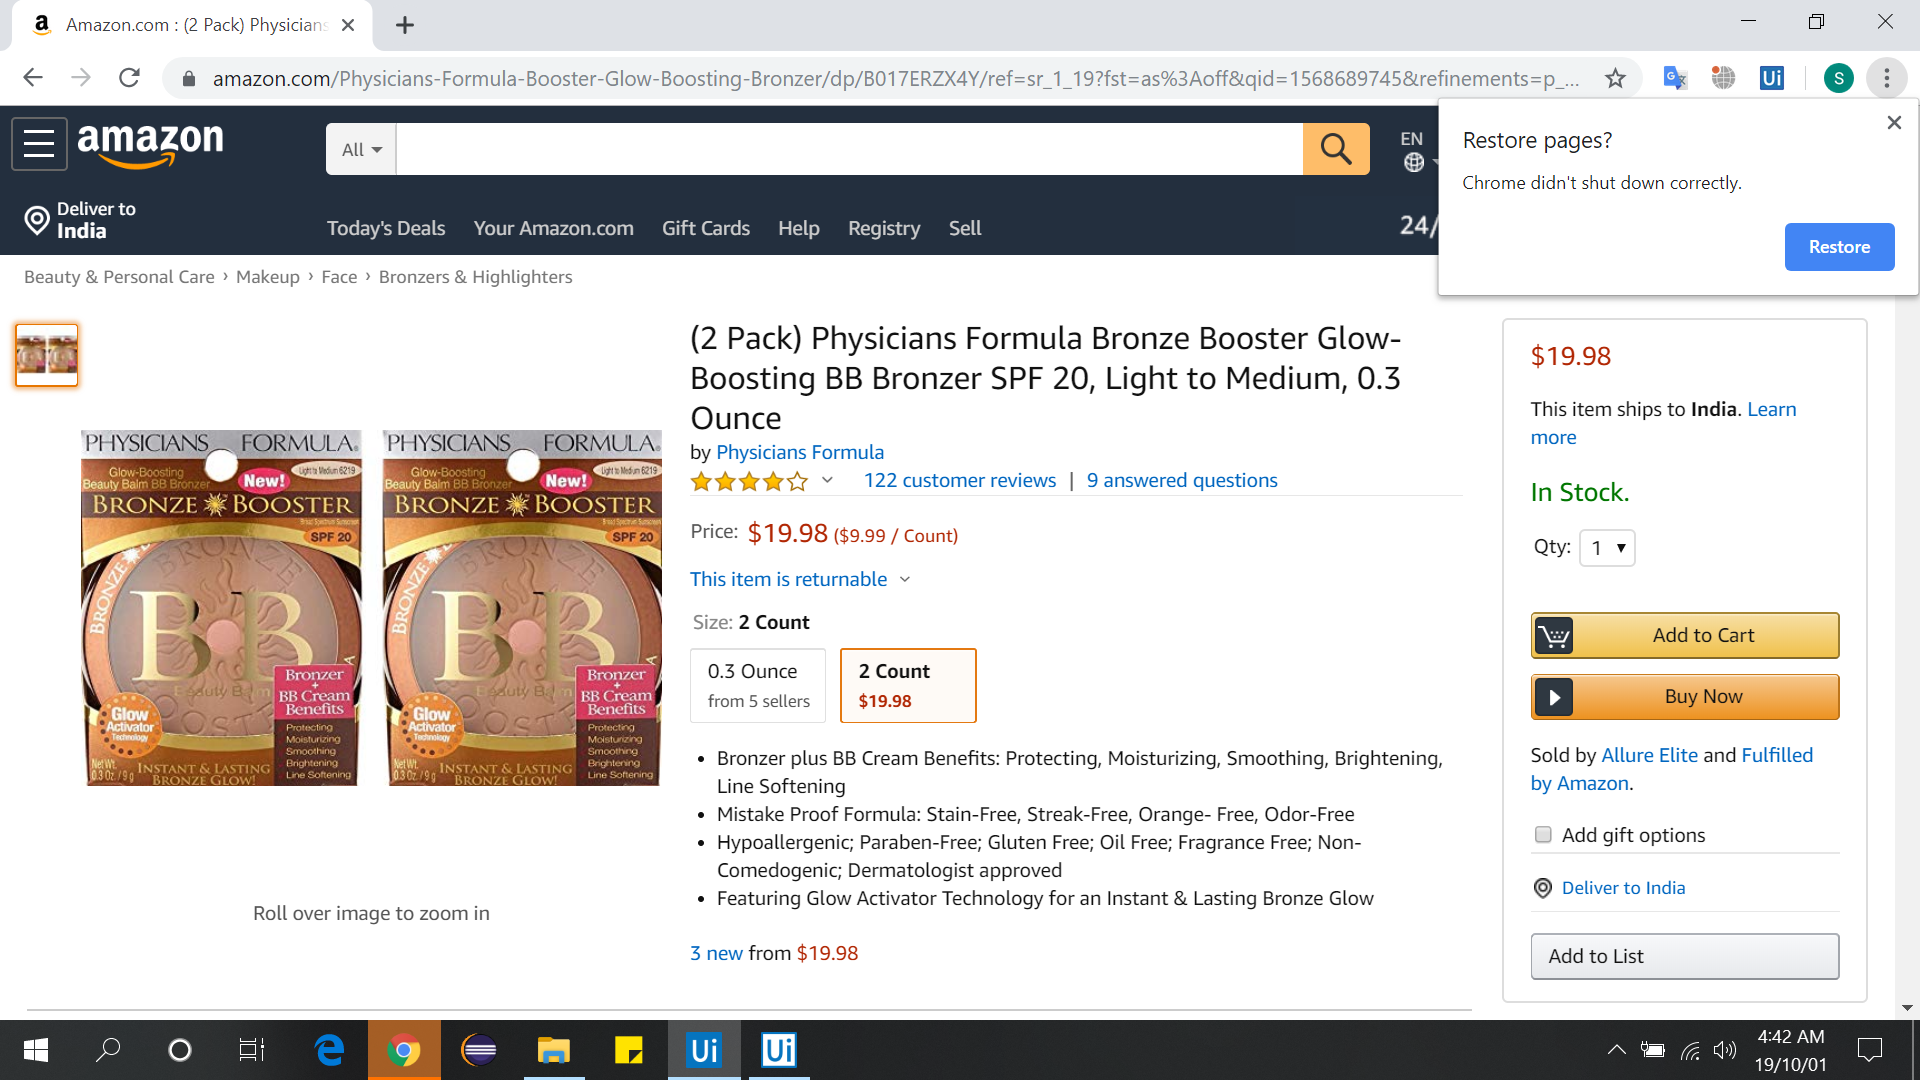 Amazon.com : (2 Pack) Physicians
amazon.com/Physicians-Formula-Booster-Glow-Boosting-Bronzer/dp/B017ERZX4Y/ref=sr_1_19?fst=as%3Aoff&qid=1568689745&refinements=p_...
Ui
S
amazon
All
EN
Restore pages?
Chrome didn't shut down correctly.
Restore
Deliver to
India
Today's Deals
Your Amazon.com
Gift Cards
Help
Registry
Sell
24/
Beauty & Personal Care › Makeup › Face › Bronzers & Highlighters
(2 Pack) Physicians Formula Bronze Booster Glow-
Boosting BB Bronzer SPF 20, Light to Medium, 0.3
Ounce
by Physicians Formula
122 customer reviews | 9 answered questions
Price: $19.98 ($9.99 / Count)
This item is returnable
Size: 2 Count
0.3 Ounce
from 5 sellers
2 Count
$19.98
• Bronzer plus BB Cream Benefits: Protecting, Moisturizing, Smoothing, Brightening,
Line Softening
• Mistake Proof Formula: Stain-Free, Streak-Free, Orange- Free, Odor-Free
• Hypoallergenic; Paraben-Free; Gluten Free; Oil Free; Fragrance Free; Non-
Comedogenic; Dermatologist approved
• Featuring Glow Activator Technology for an Instant & Lasting Bronze Glow
3 new from $19.98
PHYSICIANS FORMULA
Glow-Boosting
Beauty Balm BB Bronzer
New!
Light to Medium 6219
BRONZE BOOSTER
SPF 20
BRONZE
BB
Beauty Balm
Bronzer
+
BB Cream
Benefits
Protecting
Moisturizing
Smoothing
Brightening
Line Softening
Glow
Activator
Technology
Net Wt.
0.3 Oz. / 9 g
INSTANT & LASTING
BRONZE GLOW!
PHYSICIANS FORMULA
Glow-Boosting
Beauty Balm BB Bronzer
New!
Light to Medium 6219
BRONZE BOOSTER
SPF 20
BRONZE
BB
Beauty Balm
Bronzer
+
BB Cream
Benefits
Protecting
Moisturizing
Smoothing
Brightening
Line Softening
Glow
Activator
Technology
Net Wt.
0.3 Oz. / 9 g
INSTANT & LASTING
BRONZE GLOW!
Roll over image to zoom in
$19.98
This item ships to India. Learn
more
In Stock.
Qty: 1
Add to Cart
Buy Now
Sold by Allure Elite and Fulfilled
by Amazon.
Add gift options
Deliver to India
Add to List
Ui
Ui
4:42 AM
19/10/01